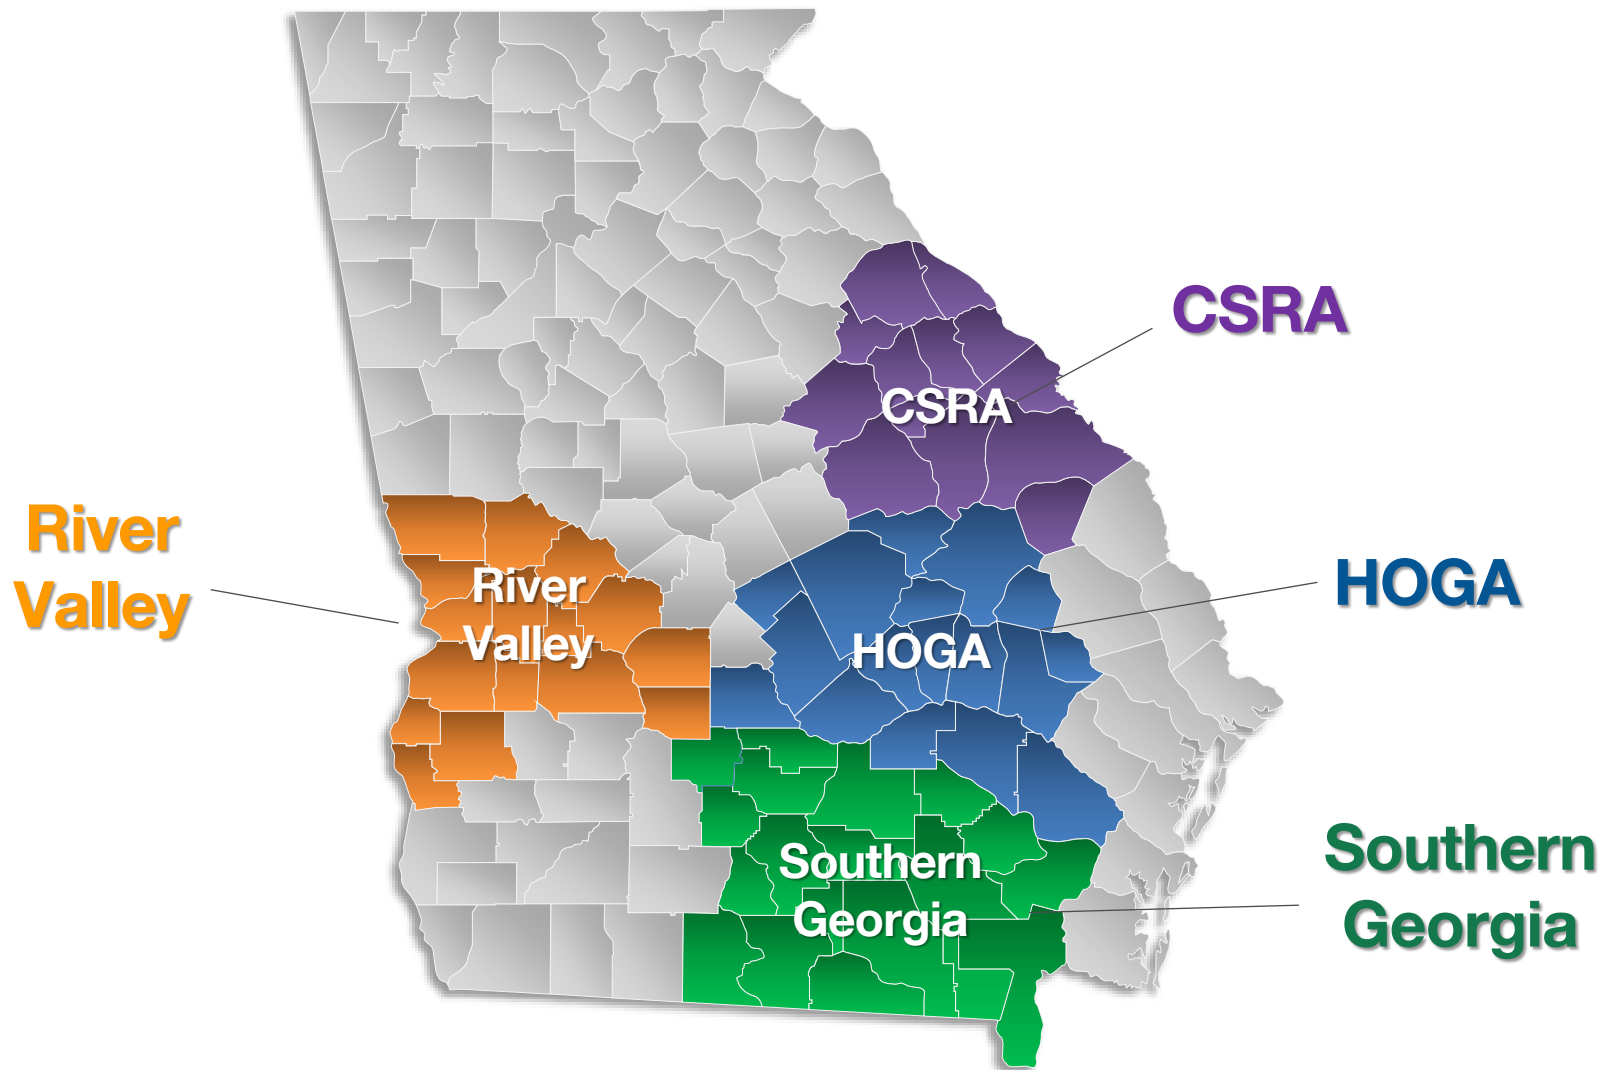 CSRA
CSRA
River
Valley
River
Valley
HOGA
HOGA
Southern
Georgia
Southern
Georgia